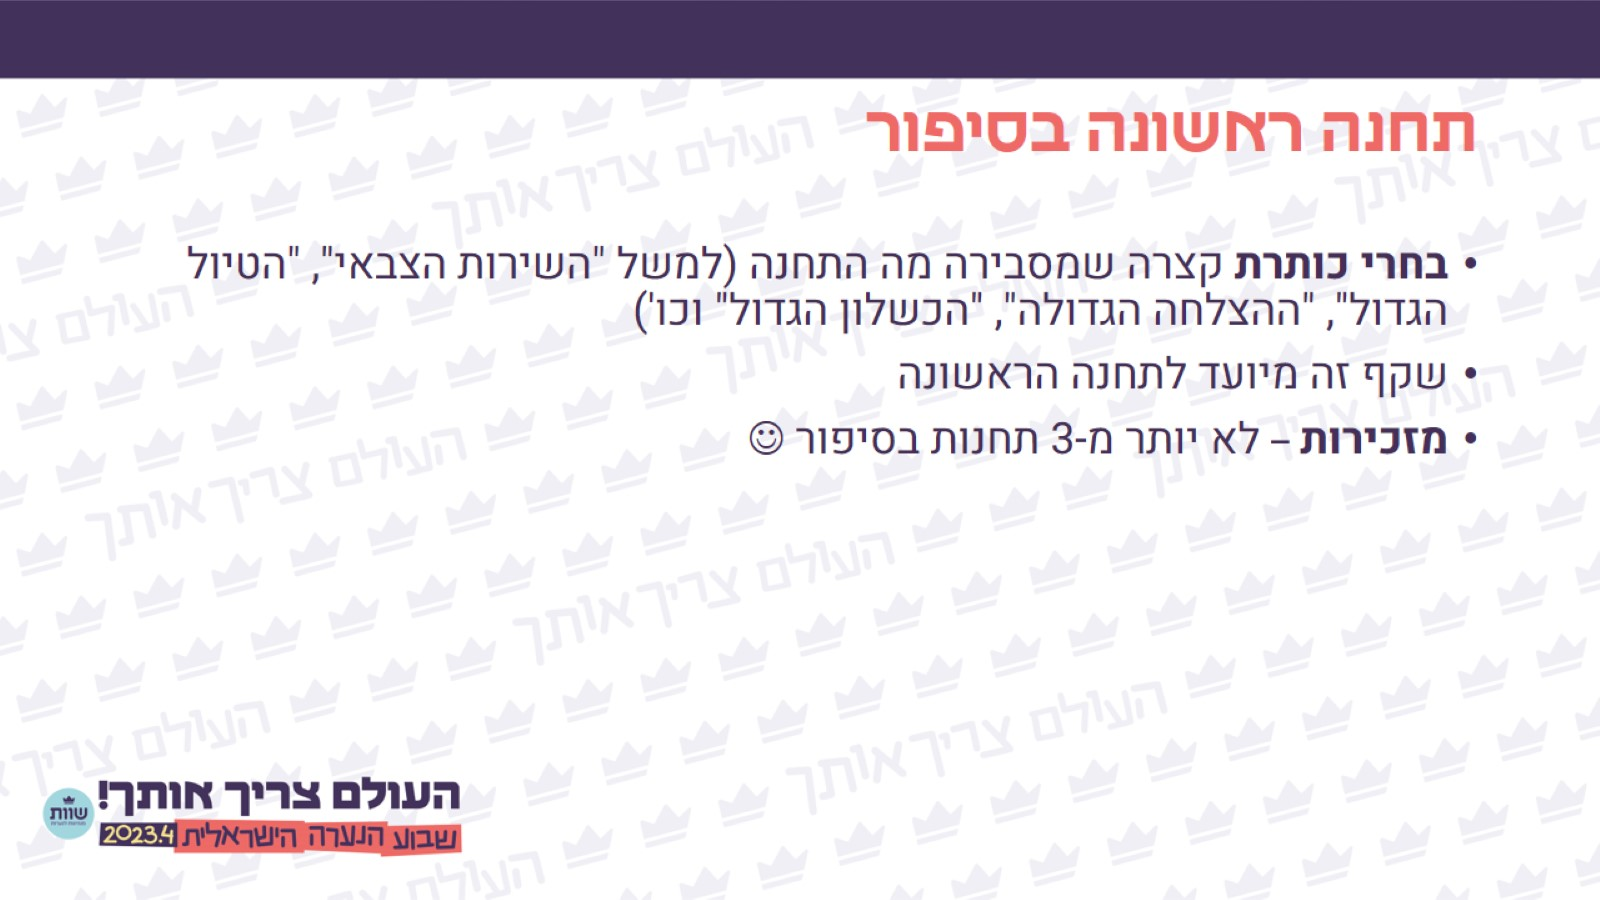 תחנה ראשונה בסיפור
• בחרי כותרת קצרה שמסבירה מה התחנה (למשל "השירות הצבאי", "הטיול
הגדול", "ההצלחה הגדולה", "הכשלון הגדול" וכו')
• שקף זה מיועד לתחנה הראשונה
• מזכירות – לא יותר מ-3 תחנות בסיפור ☺
העולם צריך אותך!
שבוע הנערה הישראלית 2023.4
שוות